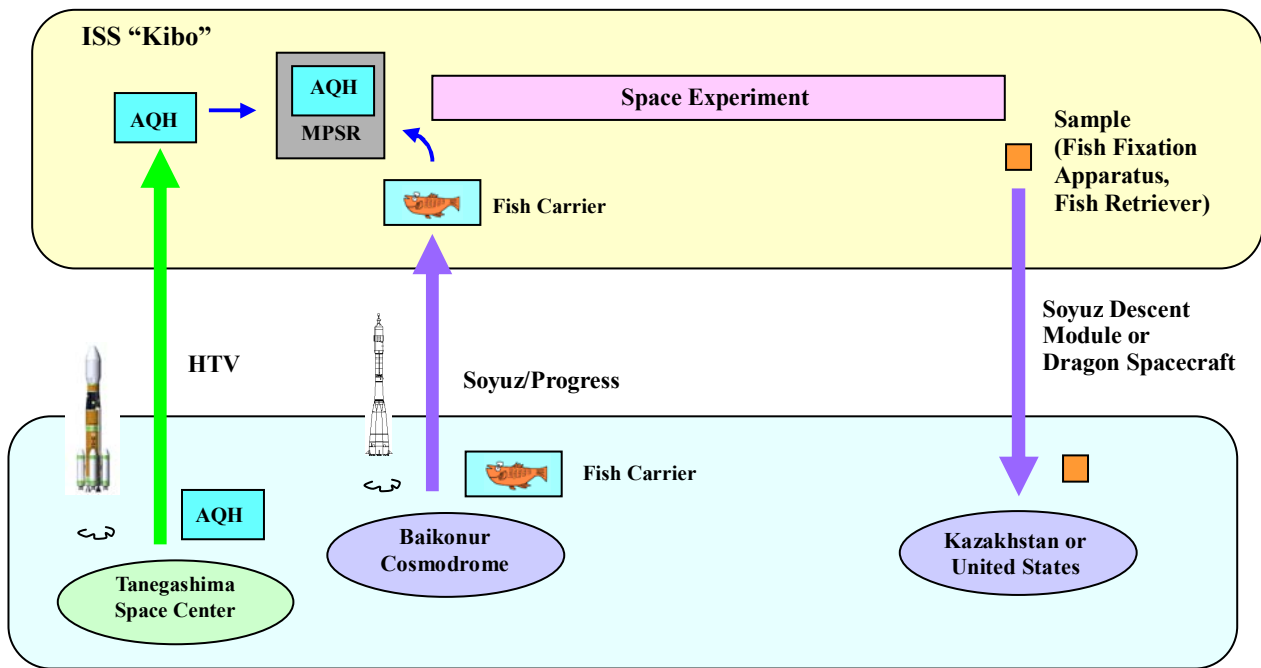 ISS “Kibo”
AQH
AQH
MPSR
Space Experiment
Sample
(Fish Fixation
Apparatus,
Fish Retriever)
Fish Carrier
HTV
Soyuz/Progress
Soyuz Descent
Module or
Dragon Spacecraft
AQH
Fish Carrier
Tanegashima
Space Center
Baikonur
Cosmodrome
Kazakhstan or
United States